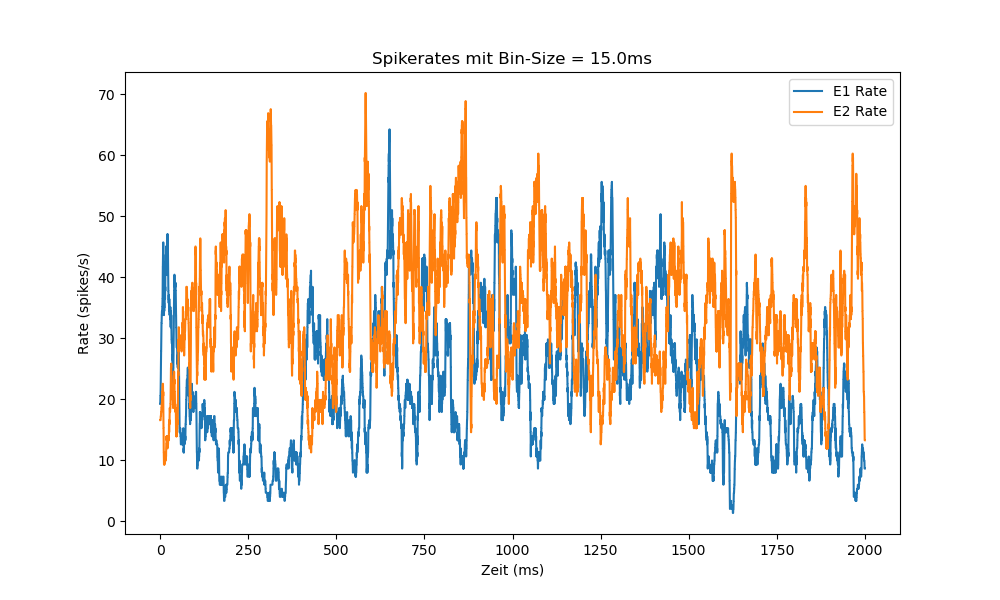 Spikerates mit Bin-Size = 15.0ms
E1 Rate
E2 Rate
Rate (spikes/s)
70
60
50
40
30
20
10
0
0 250 500 750 1000 1250 1500 1750 2000
Zeit (ms)